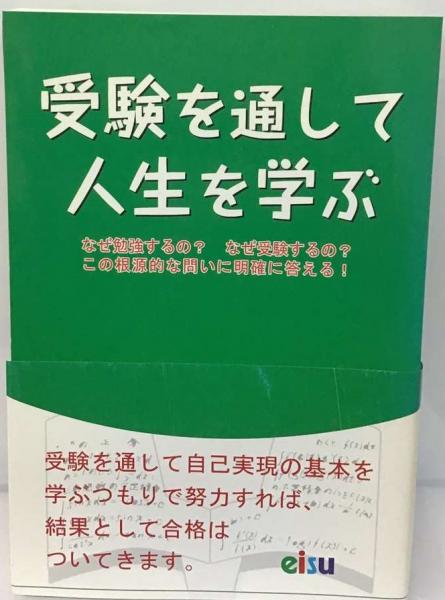 受験を通して
人生を学ぶ
なぜ勉強するの？　なぜ受験するの？
この根源的な問いに明確に答える！
受験を通して自己実現の基本を
学ぶつもりで努力すれば、
結果として合格は
ついてきます。
eisu